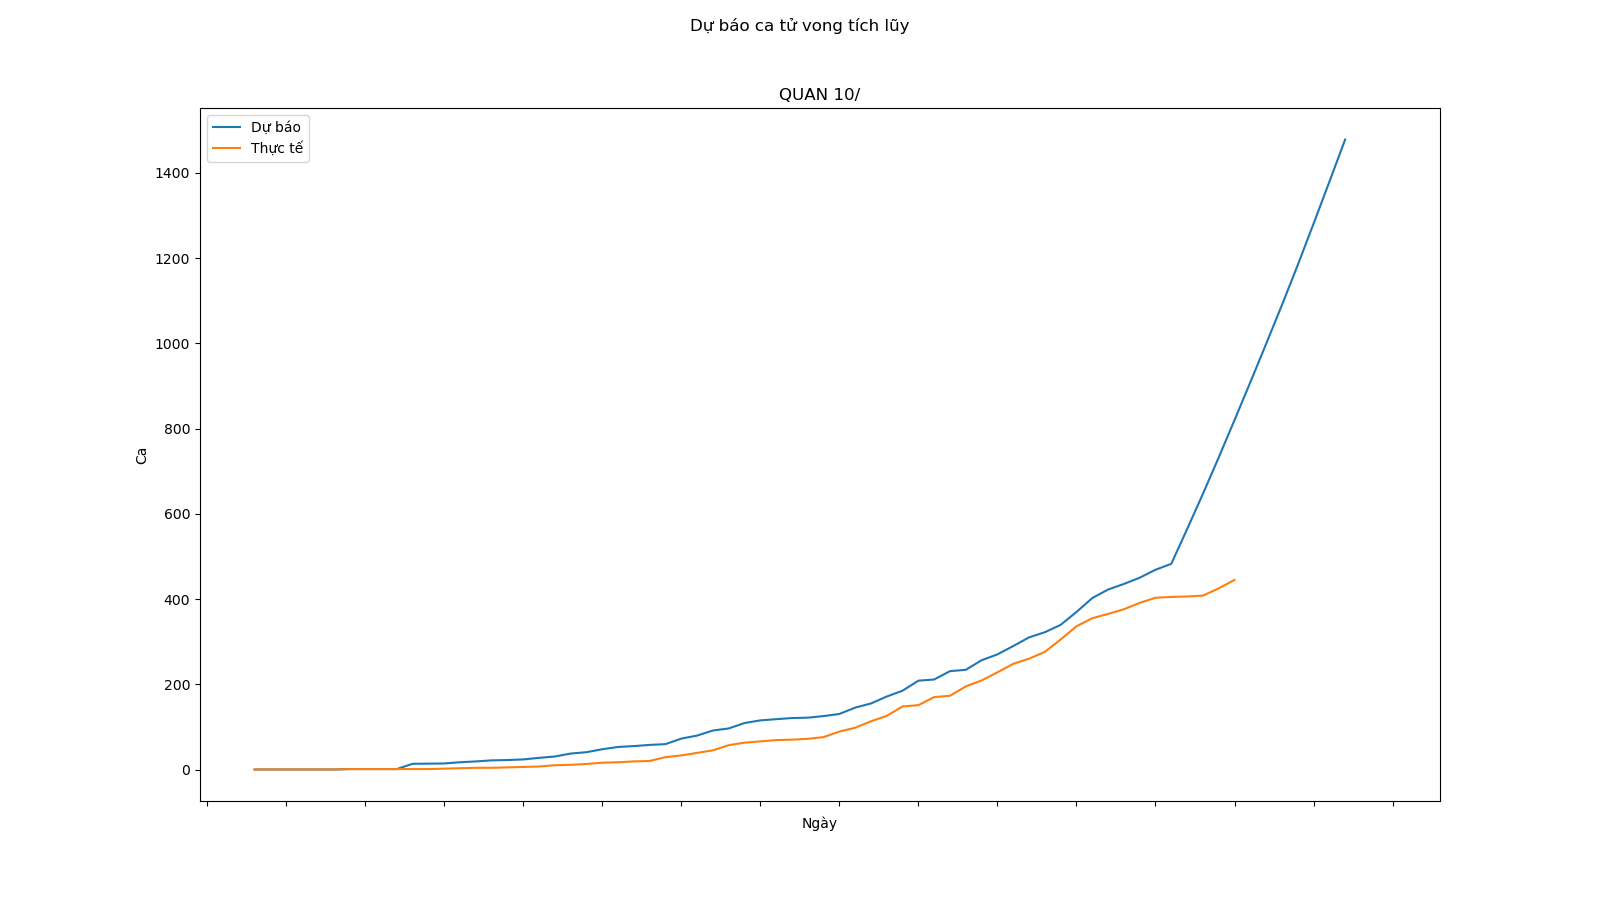 Dự báo ca tử vong tích lũy
QUAN 10/
Dự báo
Thực tế
1400
1200
1000
800
600
400
200
0
Ca
Ngày